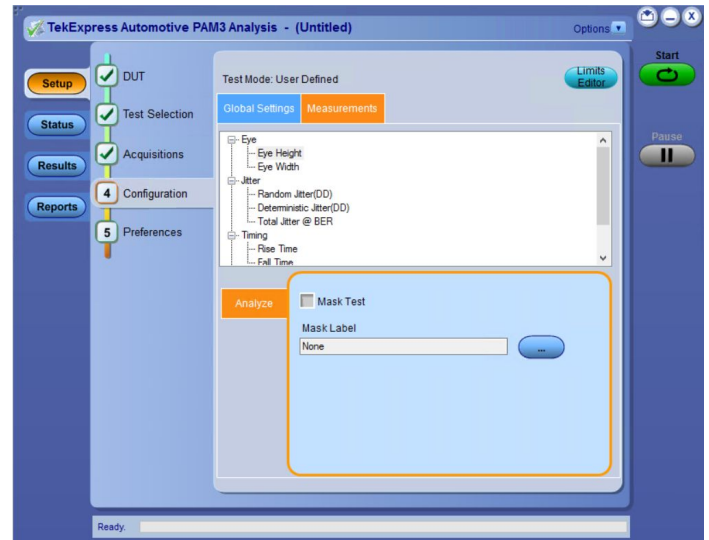 TekExpress Automotive PAM3 Analysis - (Untitled)
Options
x
Setup
Status
Results
Reports
DUT
Test Selection
Acquisitions
4 Configuration
5 Preferences
Test Mode: User Defined
Limits
Editor
Global Settings
Measurements
Eye
Eye Height
Eye Width
Jitter
Random Jitter(DD)
Deterministic Jitter(DD)
Total Jitter @ BER
Timing
Rise Time
Fall Time
Analyze
Mask Test
Mask Label
None
...
Start
Pause
Ready.